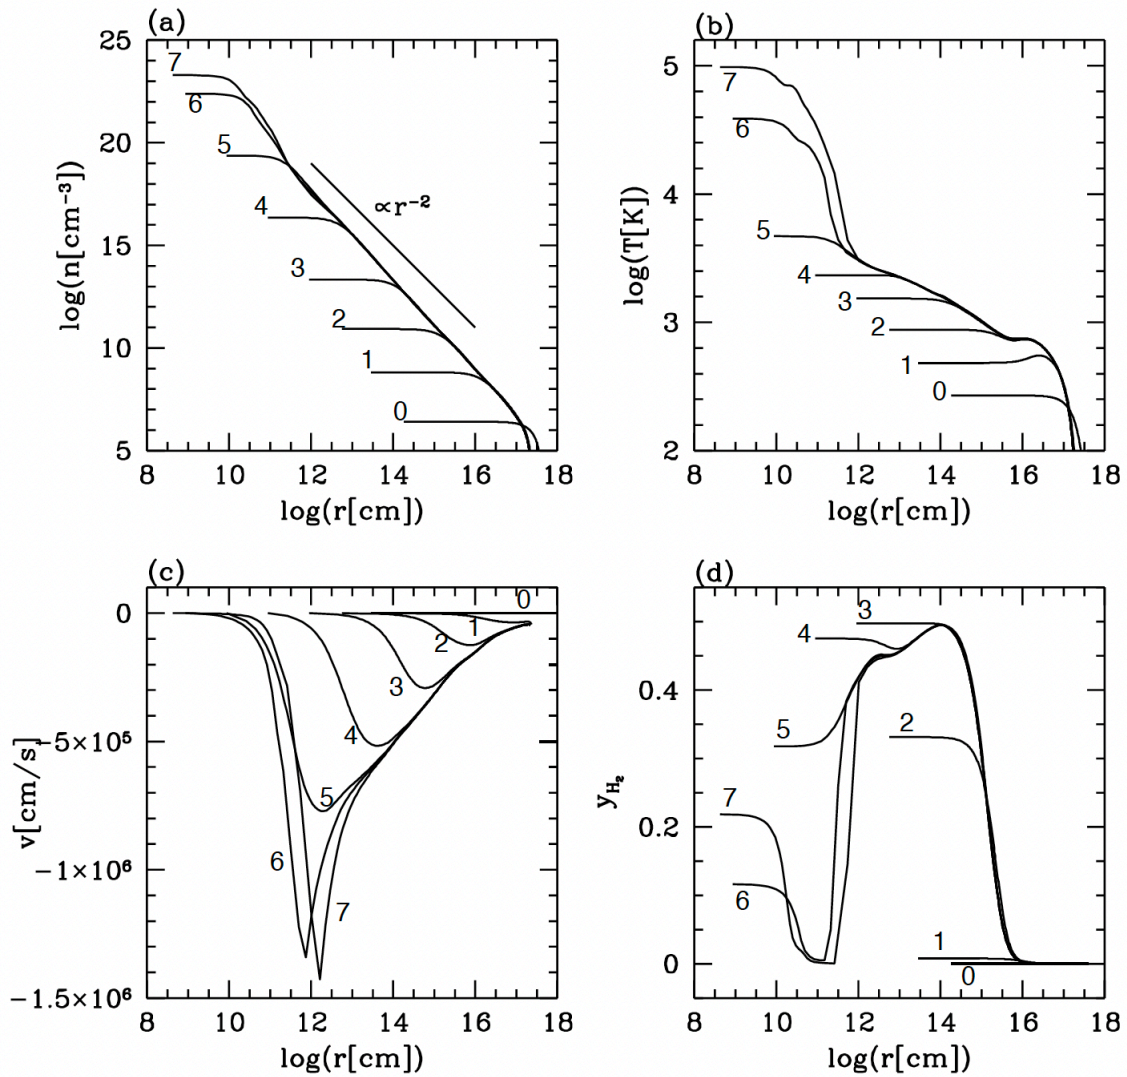 (a)
25
20
15
10
5
log(n[cm⁻³])
7
6
5
4
3
2
1
0
∝r⁻²
8 10 12 14 16 18
log(r[cm])
(b)
5
4
3
2
log(T[K])
7
6
5
4
3
2
1
0
8 10 12 14 16 18
log(r[cm])
(c)
0
−5×10⁵
−1×10⁶
−1.5×10⁶
v[cm/s]
0
1
2
3
4
5
6
7
8 10 12 14 16 18
log(r[cm])
(d)
0.4
0.2
0
y_H₂
3
4
5
2
7
6
1
0
8 10 12 14 16 18
log(r[cm])